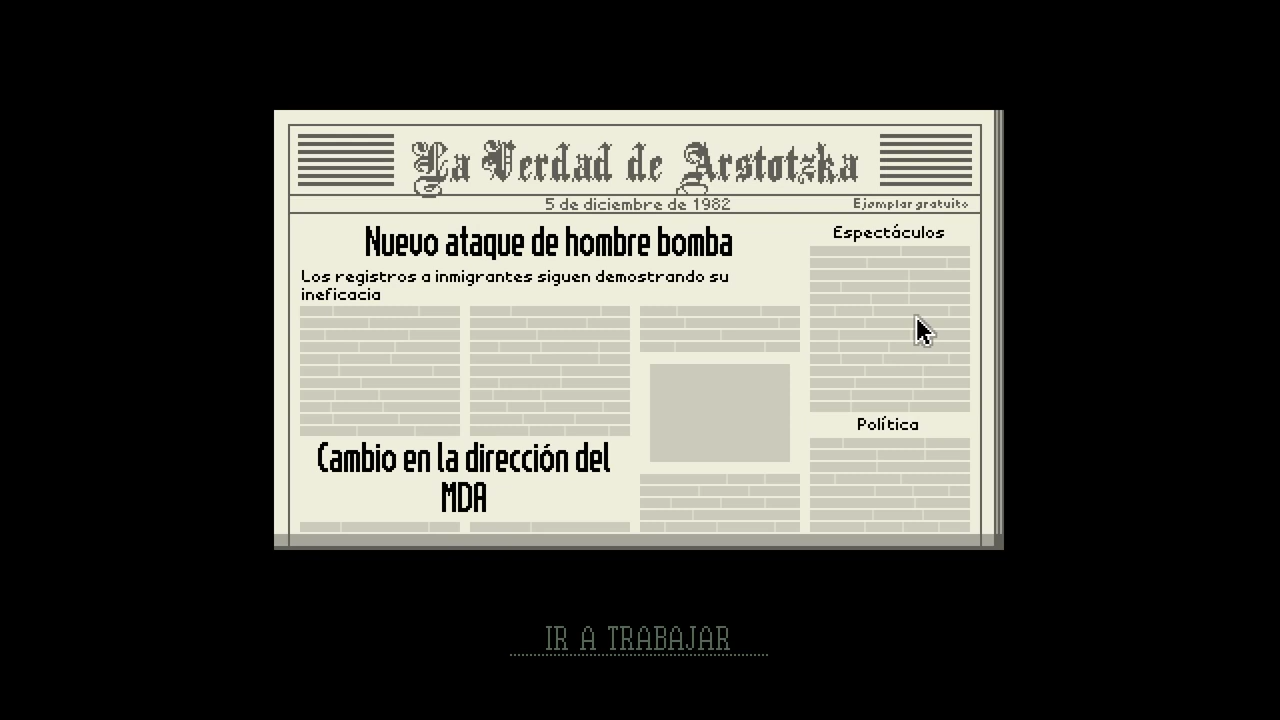 La Verdad de Arstotzka
5 de diciembre de 1982
Ejemplar gratuito
Nuevo ataque de hombre bomba
Los registros a inmigrantes siguen demostrando su
ineficacia
Espectáculos
Política
Cambio en la dirección del
MDA
IR A TRABAJAR